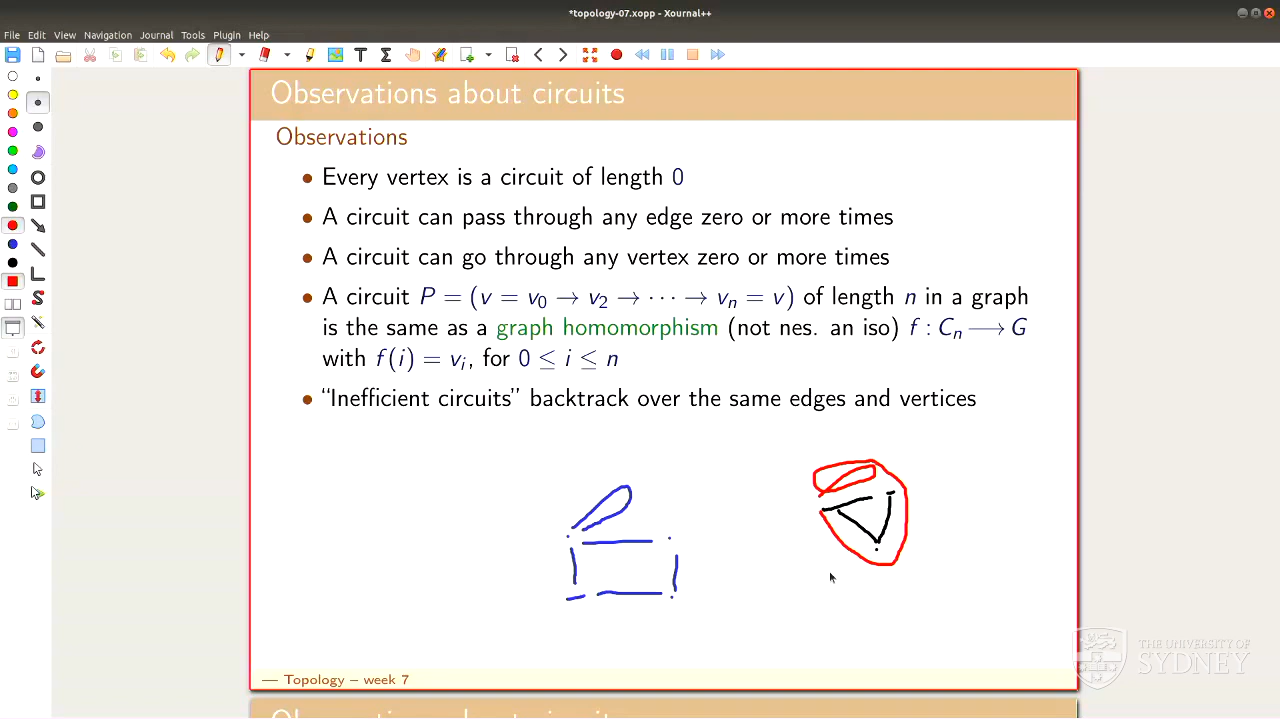 *topology-07.xopp - Xournal++
File Edit View Navigation Journal Tools Plugin Help
Observations about circuits
Observations
• Every vertex is a circuit of length 0
• A circuit can pass through any edge zero or more times
• A circuit can go through any vertex zero or more times
• A circuit P = (v = v₀ → v₂ → ⋯ → vₙ = v) of length n in a graph
is the same as a graph homomorphism (not nes. an iso) f : Cₙ ⟶ G
with f(i) = vᵢ, for 0 ≤ i ≤ n
• “Inefficient circuits” backtrack over the same edges and vertices
THE UNIVERSITY OF
SYDNEY
— Topology – week 7